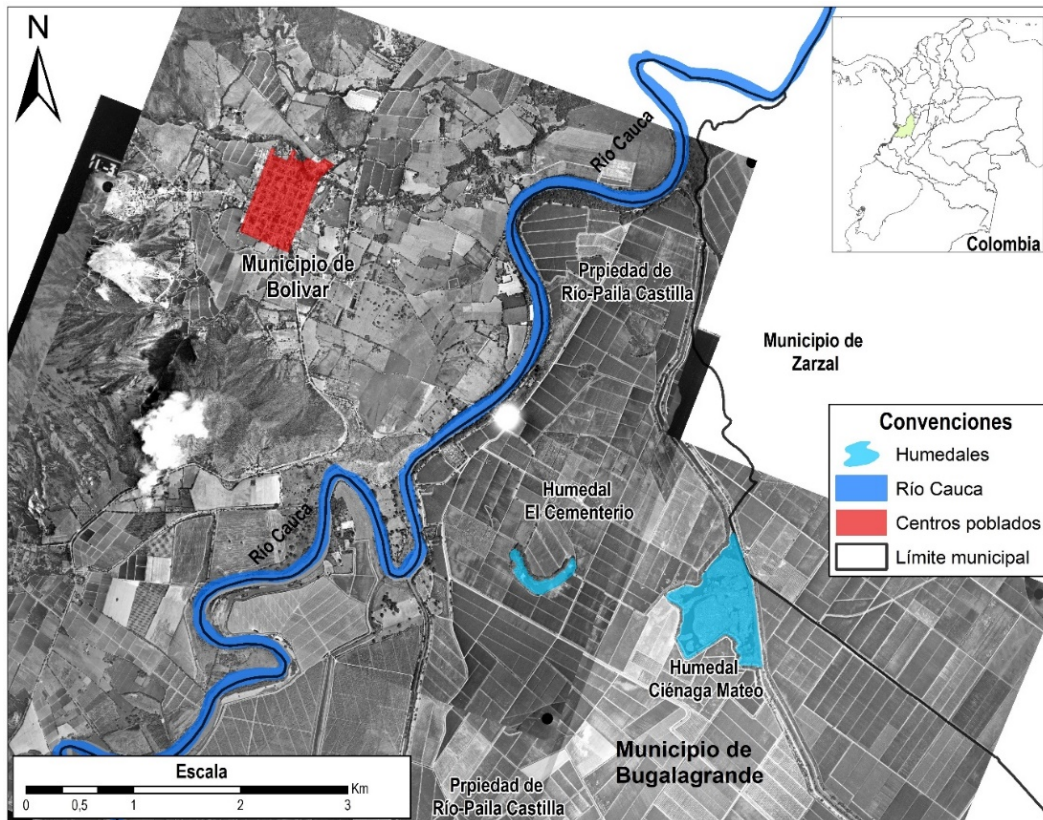 N
Río Cauca
Colombia
Municipio de
Bolivar
Prpiedad de
Río-Paila Castilla
Municipio de
Zarzal
Convenciones
Humedales
Río Cauca
Centros poblados
Límite municipal
Humedal
El Cementerio
Río Cauca
Humedal
Ciénaga Mateo
Municipio de
Bugalagrande
Prpiedad de
Río-Paila Castilla
Escala
Km
0 0,5 1 2 3